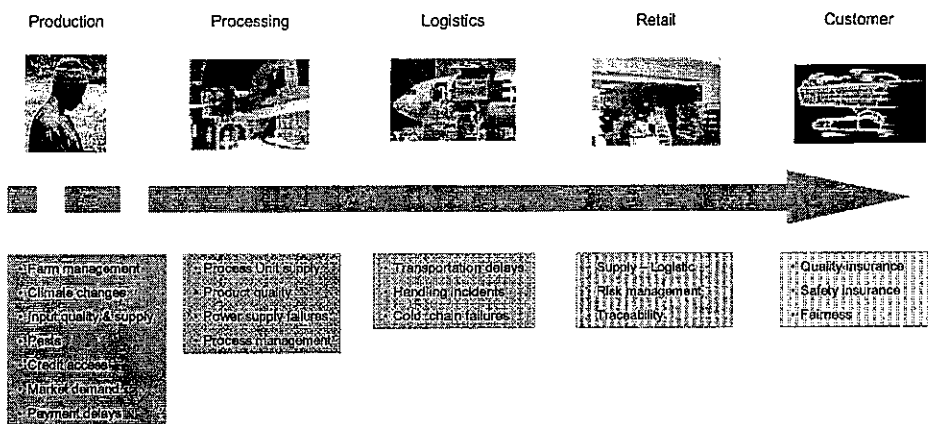 Production
Processing
Logistics
Retail
Customer
• Farm management
• Climate changes
• Input quality & supply
• Pests
• Credit access
• Market demand
• Payment delays
• Process Unit supply
• Product quality
• Power supply failures
• Process management
• Transportation delays
• Handling incidents
• Cold chain failures
• Supply – Logistic
• Risk management
• Traceability
• Quality insurance
• Safety insurance
• Fairness